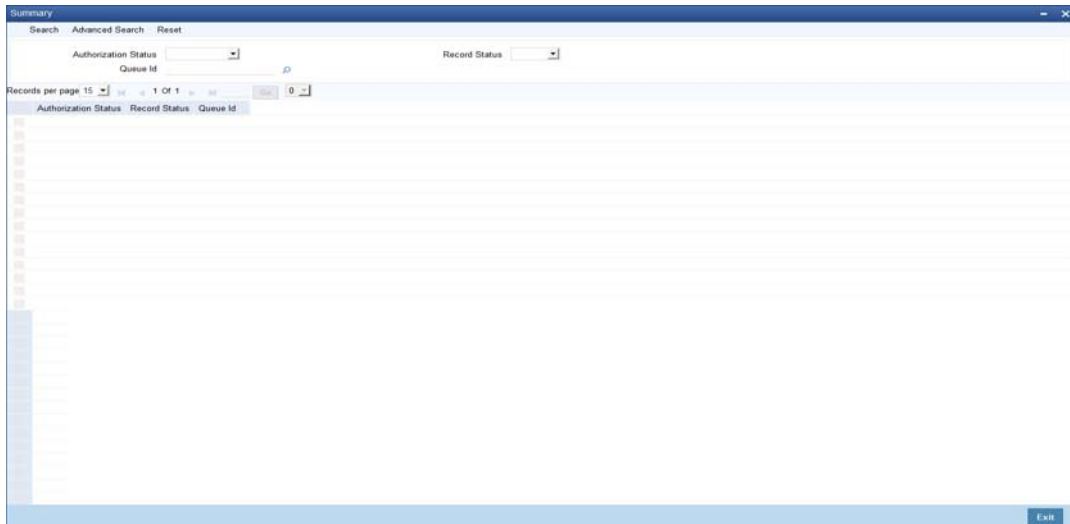 Summary
Search Advanced Search Reset
Authorization Status Record Status
Queue Id
Records per page 15 1 Of 1 Go 0
Authorization Status Record Status Queue Id
Exit